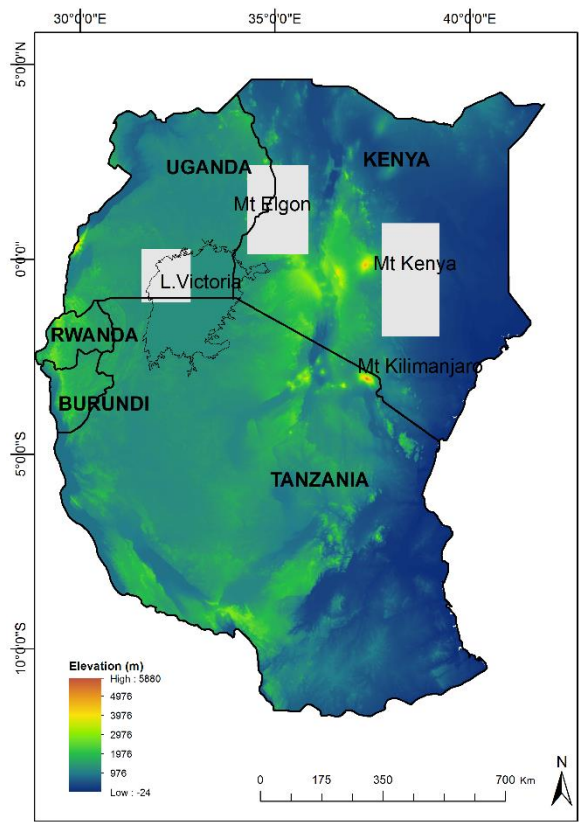 30°0'0"E 35°0'0"E 40°0'0"E
5°0'0"N
0°0'0"
5°0'0"S
10°0'0"S
UGANDA
KENYA
Mt Elgon
Mt Kenya
L.Victoria
RWANDA
Mt Kilimanjaro
BURUNDI
TANZANIA
Elevation (m)
High : 5880
4976
3976
2976
1976
976
Low : -24
0 175 350 700 Km
N